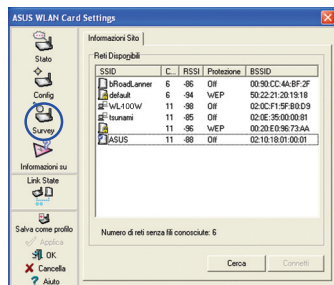 ASUS WLAN Card Settings
Stato
Config
Survey
Informazioni su
Link State
Salva come profilo
Applica
OK
Cancella
Aiuto
Informazioni Sito
Reti Disponibili
SSID C... RSSI Protezione BSSID
bRoadLanner 6 -86 Off 00:90:CC:4A:BF:2F
default 6 -94 WEP 50:22:21:20:19:18
WL-100W 11 -98 Off 02:0C:F1:5F:B0:D9
tsunami 11 -85 Off 02:0E:35:00:00:81
11 -96 WEP 00:20:E0:96:73:AA
ASUS 11 -88 Off 02:10:18:01:00:01
Numero di reti senza fili conosciute: 6
Cerca Connetti